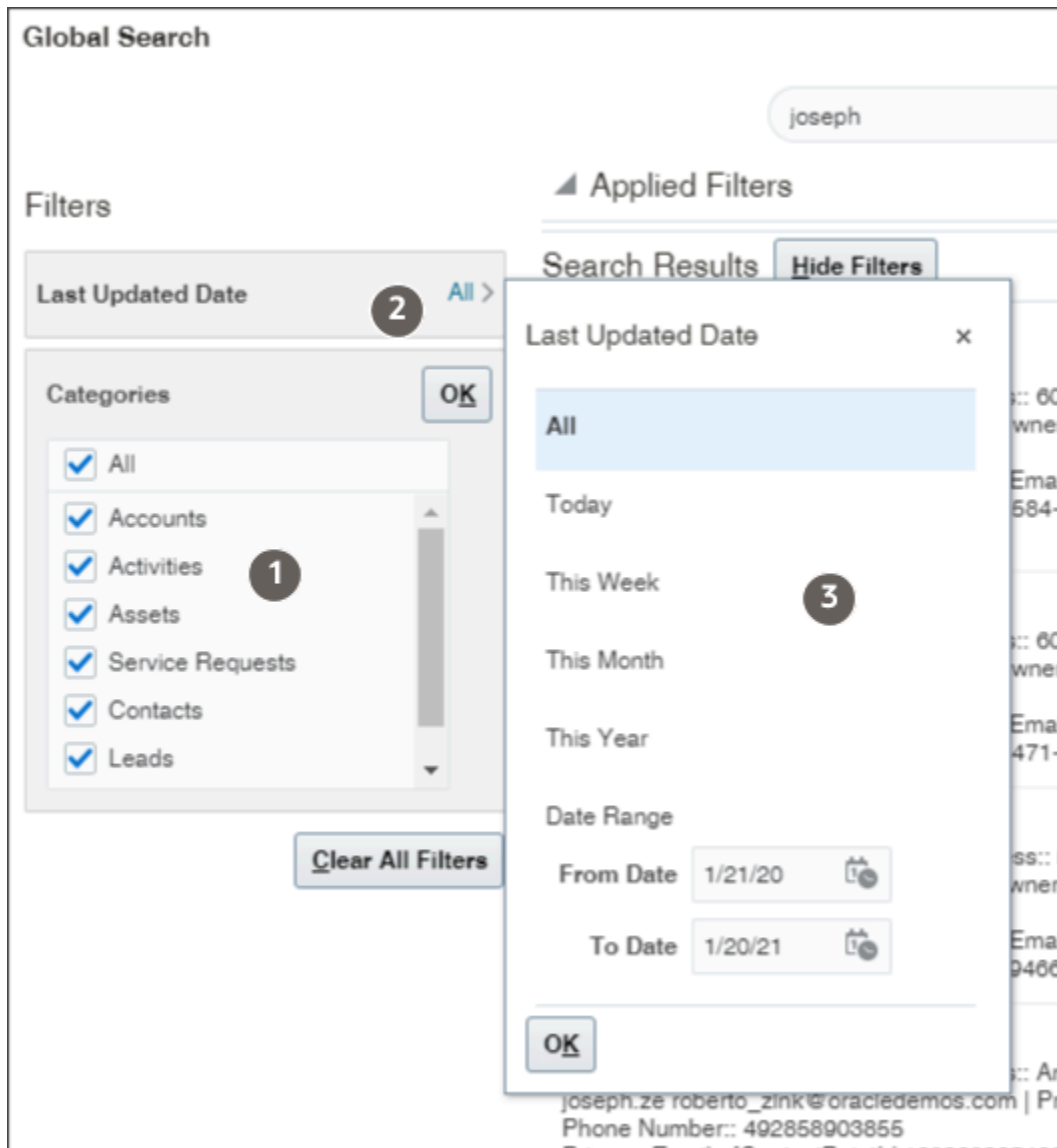 Global Search
joseph
Filters
Applied Filters
Search Results
Hide Filters
Last Updated Date
2
All
Categories
OK
All
Accounts
Activities
1
Assets
Service Requests
Contacts
Leads
Clear All Filters
Last Updated Date
All
Today
This Week
3
This Month
This Year
Date Range
From Date 1/21/20
To Date 1/20/21
OK
joseph.ze roberto_zink@oracledemos.com |
Phone Number:: 492858903855